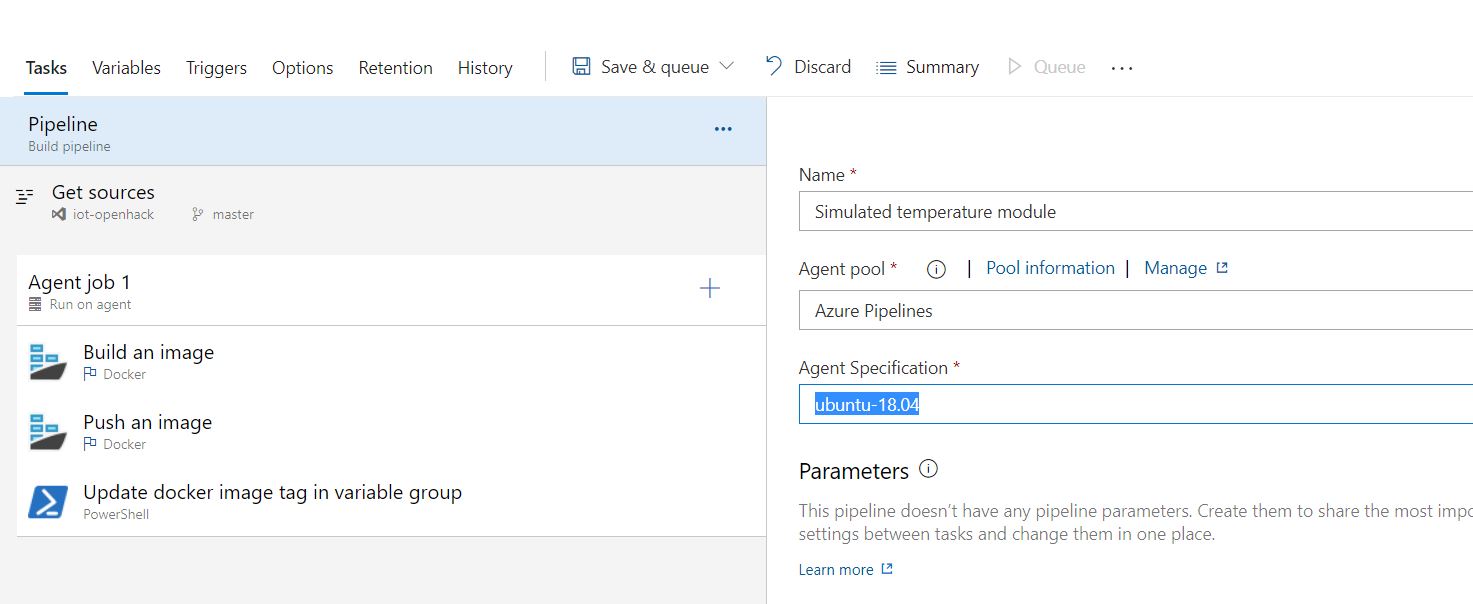 Tasks Variables Triggers Options Retention History Save & queue Discard Summary Queue ...
Pipeline
Build pipeline
Get sources
iot-openhack master
Agent job 1
Run on agent
Build an image
Docker
Push an image
Docker
Update docker image tag in variable group
PowerShell
Name *
Simulated temperature module
Agent pool * | Pool information | Manage
Azure Pipelines
Agent Specification *
ubuntu-18.04
Parameters
This pipeline doesn't have any pipeline parameters. Create them to share the most
settings between tasks and change them in one place.
Learn more